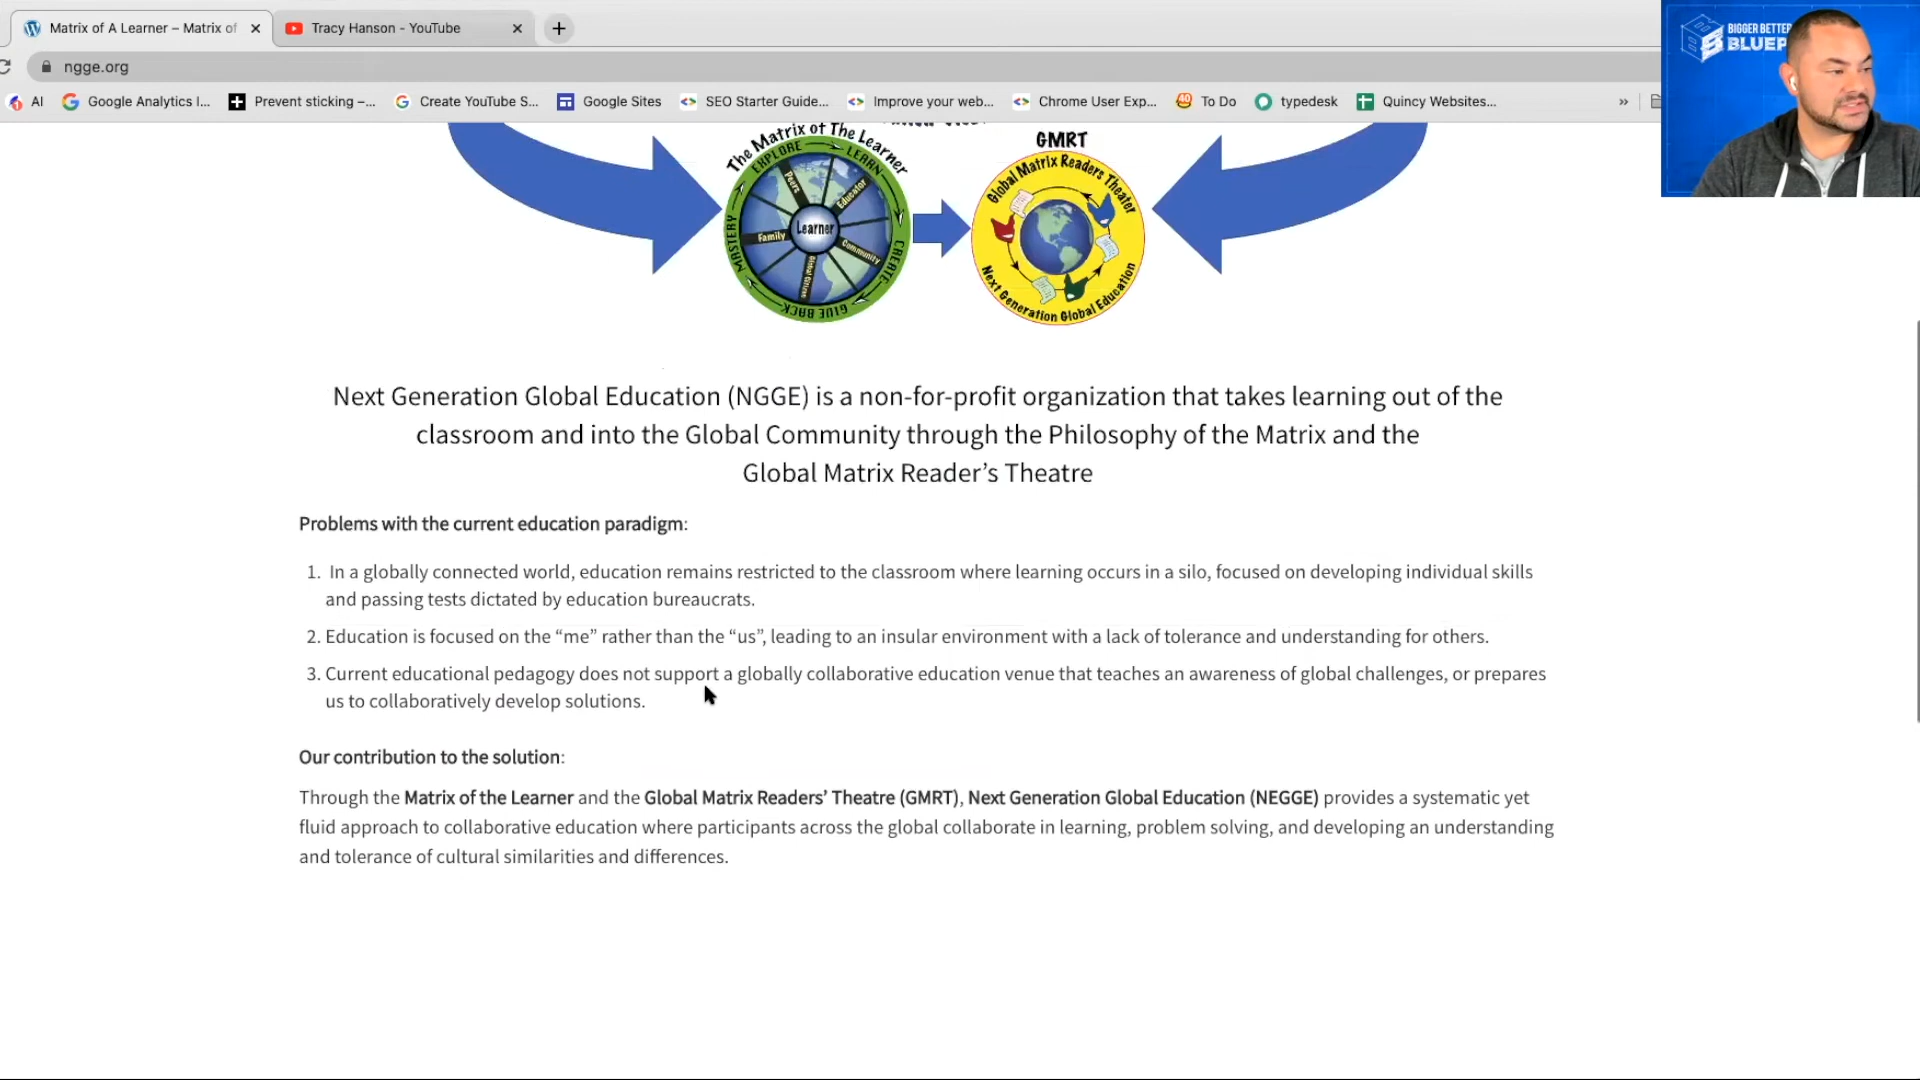 Matrix of A Learner – Matrix of
Tracy Hanson - YouTube
ngge.org
AI
Google Analytics I...
Prevent sticking –...
Create YouTube S...
Google Sites
SEO Starter Guide...
Improve your web...
Chrome User Exp...
To Do
typedesk
Quincy Websites...
»
BIGGER BETTER
BLUEP
The Matrix of The Learner
EXPLORE
LEARN
CREATE
GIVE BACK
MASTERY
Peers
Educator
Family
Learner
Community
Global Citizens
GMRT
Global Matrix Readers Theater
Next Generation Global Education
Next Generation Global Education (NGGE) is a non-for-profit organization that takes learning out of the
classroom and into the Global Community through the Philosophy of the Matrix and the
Global Matrix Reader’s Theatre
Problems with the current education paradigm:
1. In a globally connected world, education remains restricted to the classroom where learning occurs in a silo, focused on developing individual skills
and passing tests dictated by education bureaucrats.
2. Education is focused on the “me” rather than the “us”, leading to an insular environment with a lack of tolerance and understanding for others.
3. Current educational pedagogy does not support a globally collaborative education venue that teaches an awareness of global challenges, or prepares
us to collaboratively develop solutions.
Our contribution to the solution:
Through the Matrix of the Learner and the Global Matrix Readers’ Theatre (GMRT), Next Generation Global Education (NEGGE) provides a systematic yet
fluid approach to collaborative education where participants across the global collaborate in learning, problem solving, and developing an understanding
and tolerance of cultural similarities and differences.